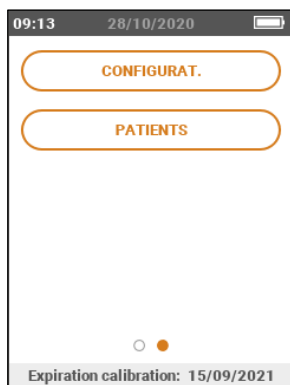 09:13 28/10/2020
CONFIGURAT.
PATIENTS
Expiration calibration: 15/09/2021